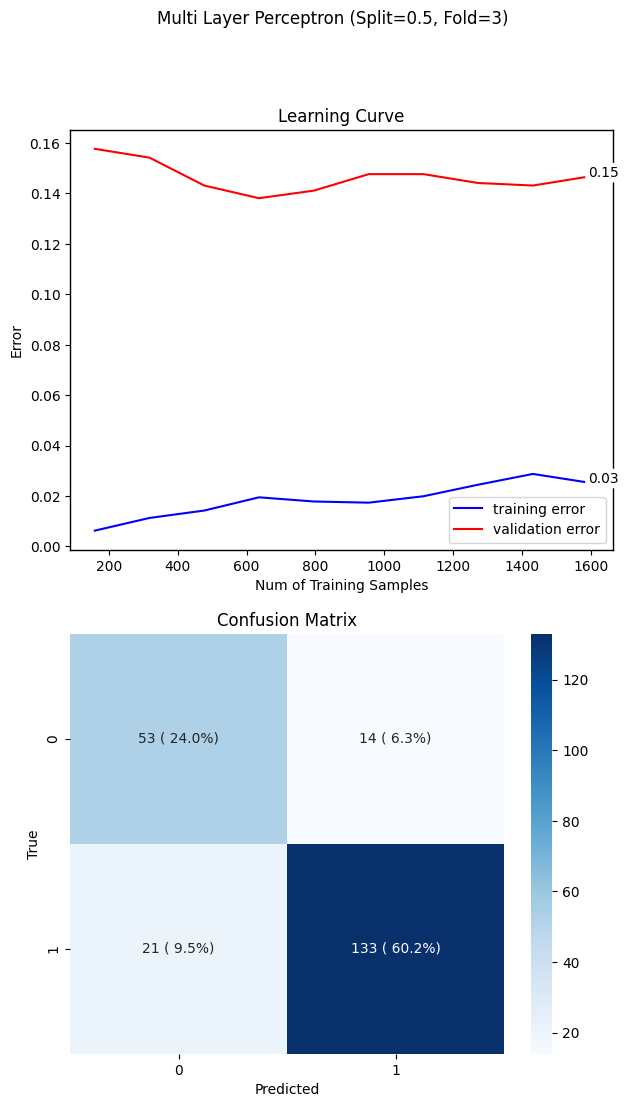 Multi Layer Perceptron (Split=0.5, Fold=3)
Learning Curve
0.16
0.14
0.12
0.10
0.08
0.06
0.04
0.02
0.00
Error
0.15
0.03
training error
validation error
200 400 600 800 1000 1200 1400 1600
Num of Training Samples
Confusion Matrix
0
1
True
53 ( 24.0%) 14 ( 6.3%)
21 ( 9.5%) 133 ( 60.2%)
0 1
Predicted
120
100
80
60
40
20